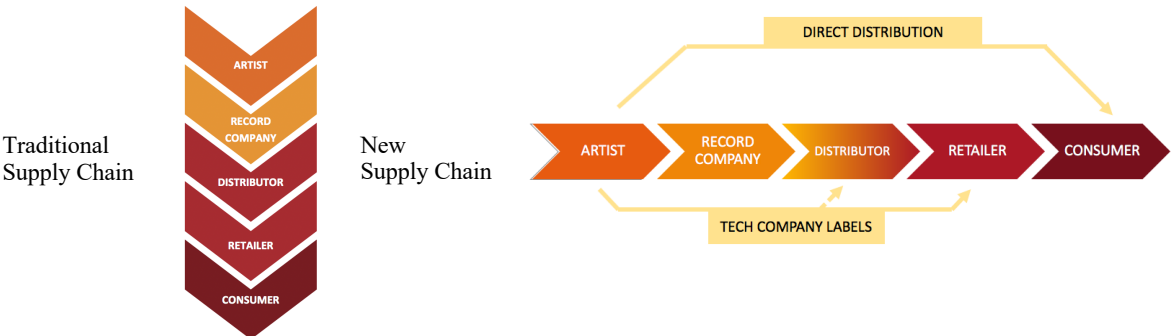 Traditional
Supply Chain
ARTIST
RECORD
COMPANY
DISTRIBUTOR
RETAILER
CONSUMER
New
Supply Chain
DIRECT DISTRIBUTION
ARTIST
RECORD
COMPANY
DISTRIBUTOR
RETAILER
CONSUMER
TECH COMPANY LABELS